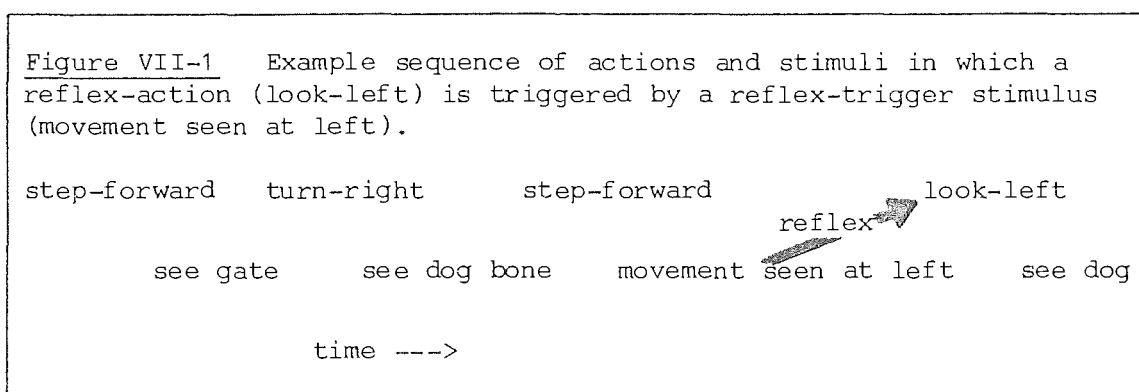 Figure VII-1 Example sequence of actions and stimuli in which a
reflex-action (look-left) is triggered by a reflex-trigger stimulus
(movement seen at left).
step-forward turn-right step-forward look-left
reflex
see gate see dog bone movement seen at left see dog
time --->